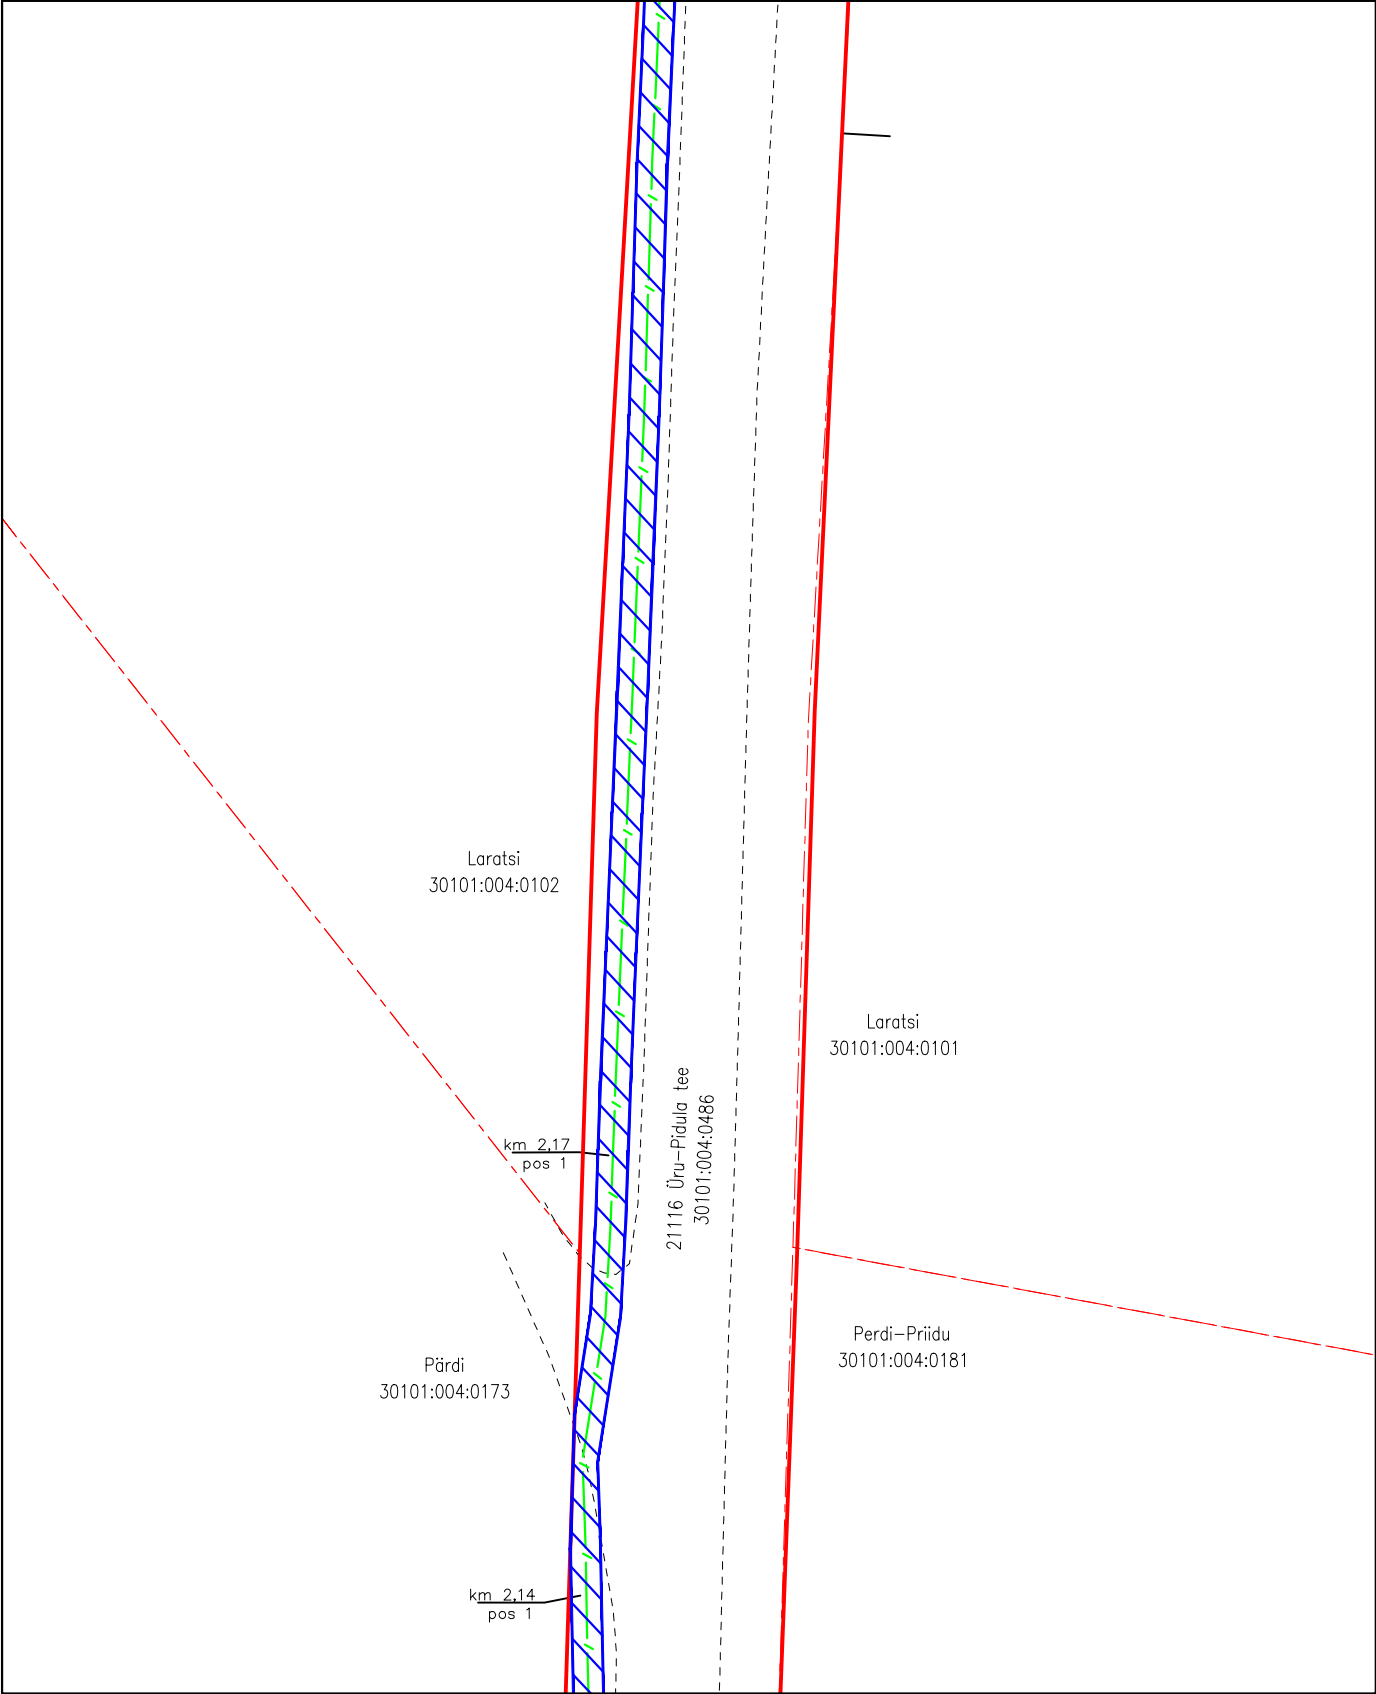 Laratsi
30101:004:0102
Laratsi
30101:004:0101
21116 Üru-Pidula tee
30101:004:0486
km 2,17
pos 1
Perdi-Priidu
30101:004:0181
Pärdi
30101:004:0173
km 2,14
pos 1